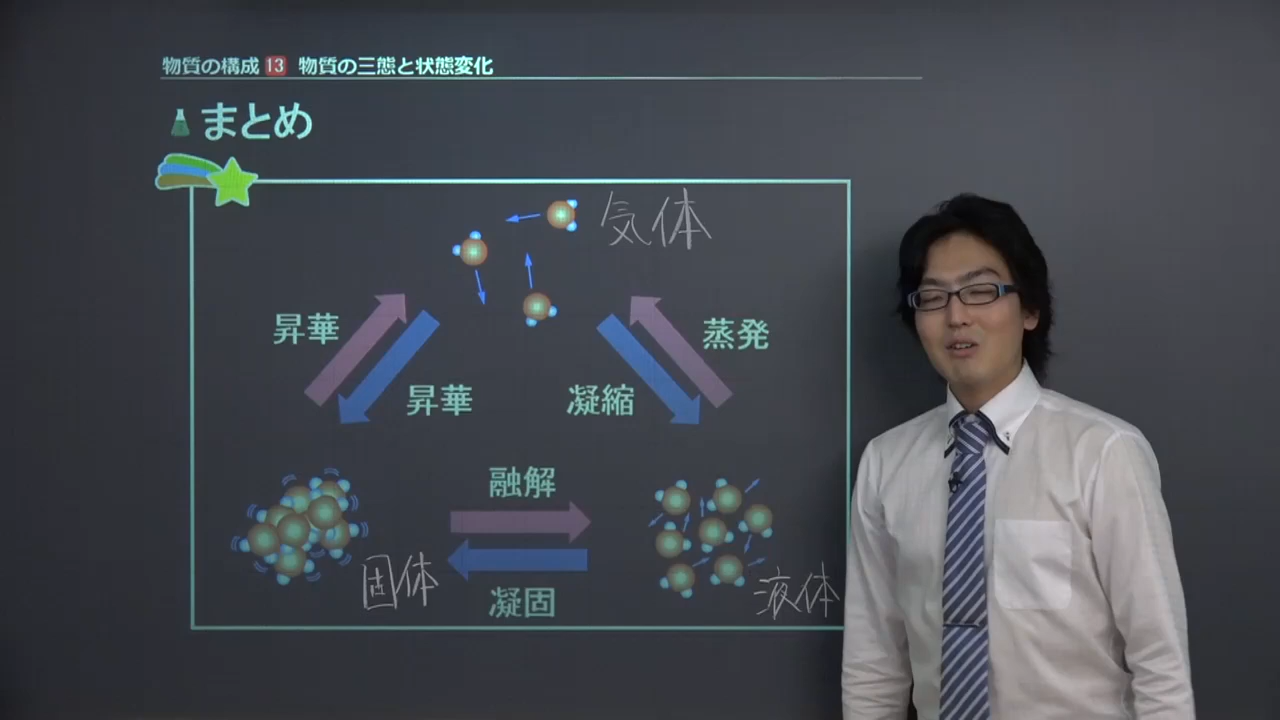 物質の構成 13 物質の三態と状態変化
まとめ
気体
昇華
蒸発
昇華
凝縮
融解
固体
液体
凝固